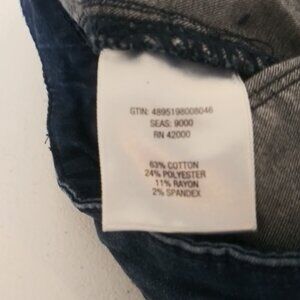 GTIN: 4895198008046
SEAS: 9000
RN 42000
63% COTTON
24% POLYESTER
11% RAYON
2% SPANDEX